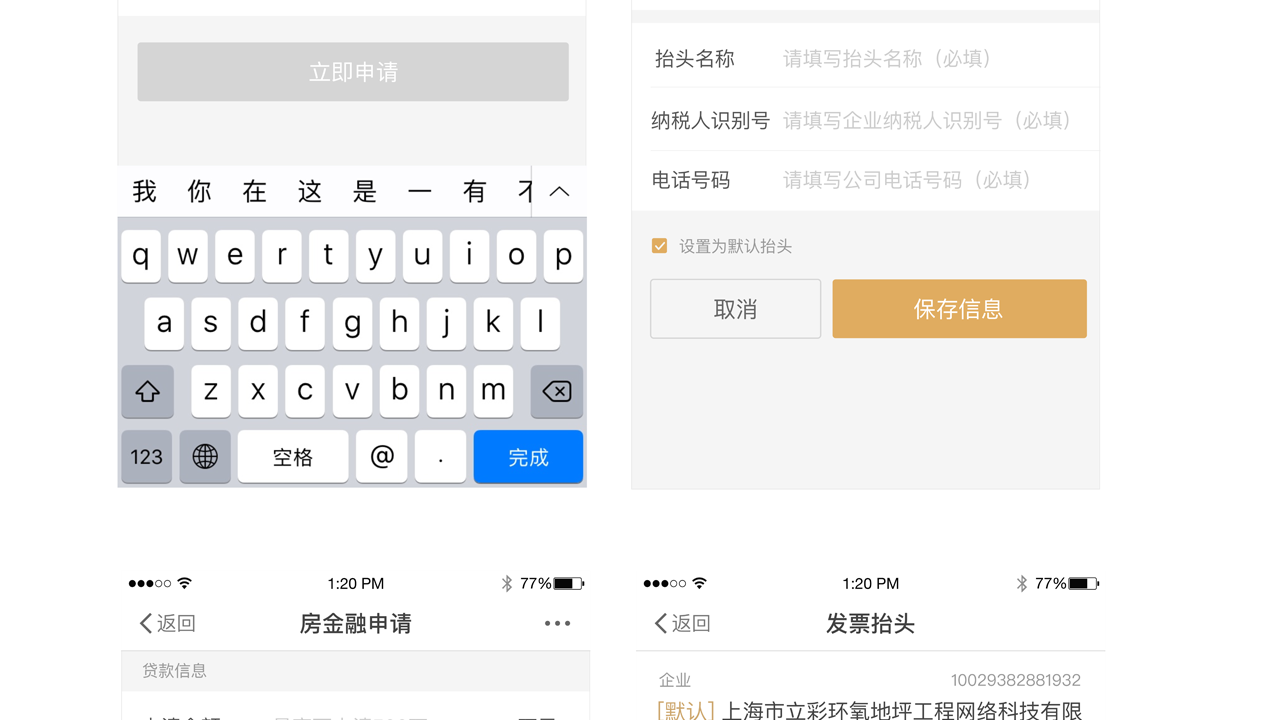 立即申请
我 你 在 这 是 一 有
q w e r t y u i o p
a s d f g h j k l
z x c v b n m
123 空格 @ . 完成
抬头名称 请填写抬头名称（必填）
纳税人识别号 请填写企业纳税人识别号（必填）
电话号码 请填写公司电话号码（必填）
设置为默认抬头
取消 保存信息
1:20 PM 77%
返回 房金融申请
贷款信息
1:20 PM 77%
返回 发票抬头
企业 10029382881932
[默认] 上海市立彩环氧地坪工程网络科技有限